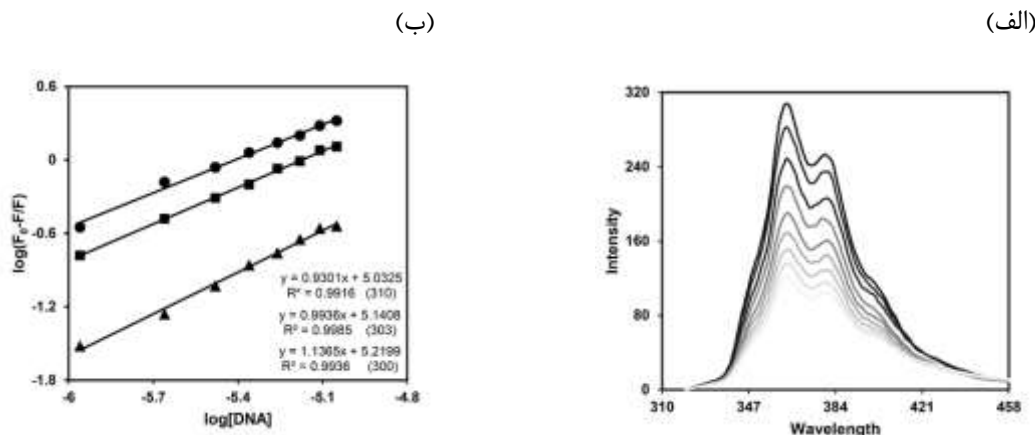 (الف)
(ب)
0.6
0
-0.6
-1.2
-1.8
log(F₀-F/F)
y = 0.9301x + 5.0325
R² = 0.9916 (310)
y = 0.9936x + 5.1408
R² = 0.9985 (303)
y = 1.1365x + 5.2199
R² = 0.9936 (300)
-6 -5.7 -5.4 -5.1 -4.8
log[DNA]
320
240
160
80
0
Intensity
310 347 384 421 458
Wavelength